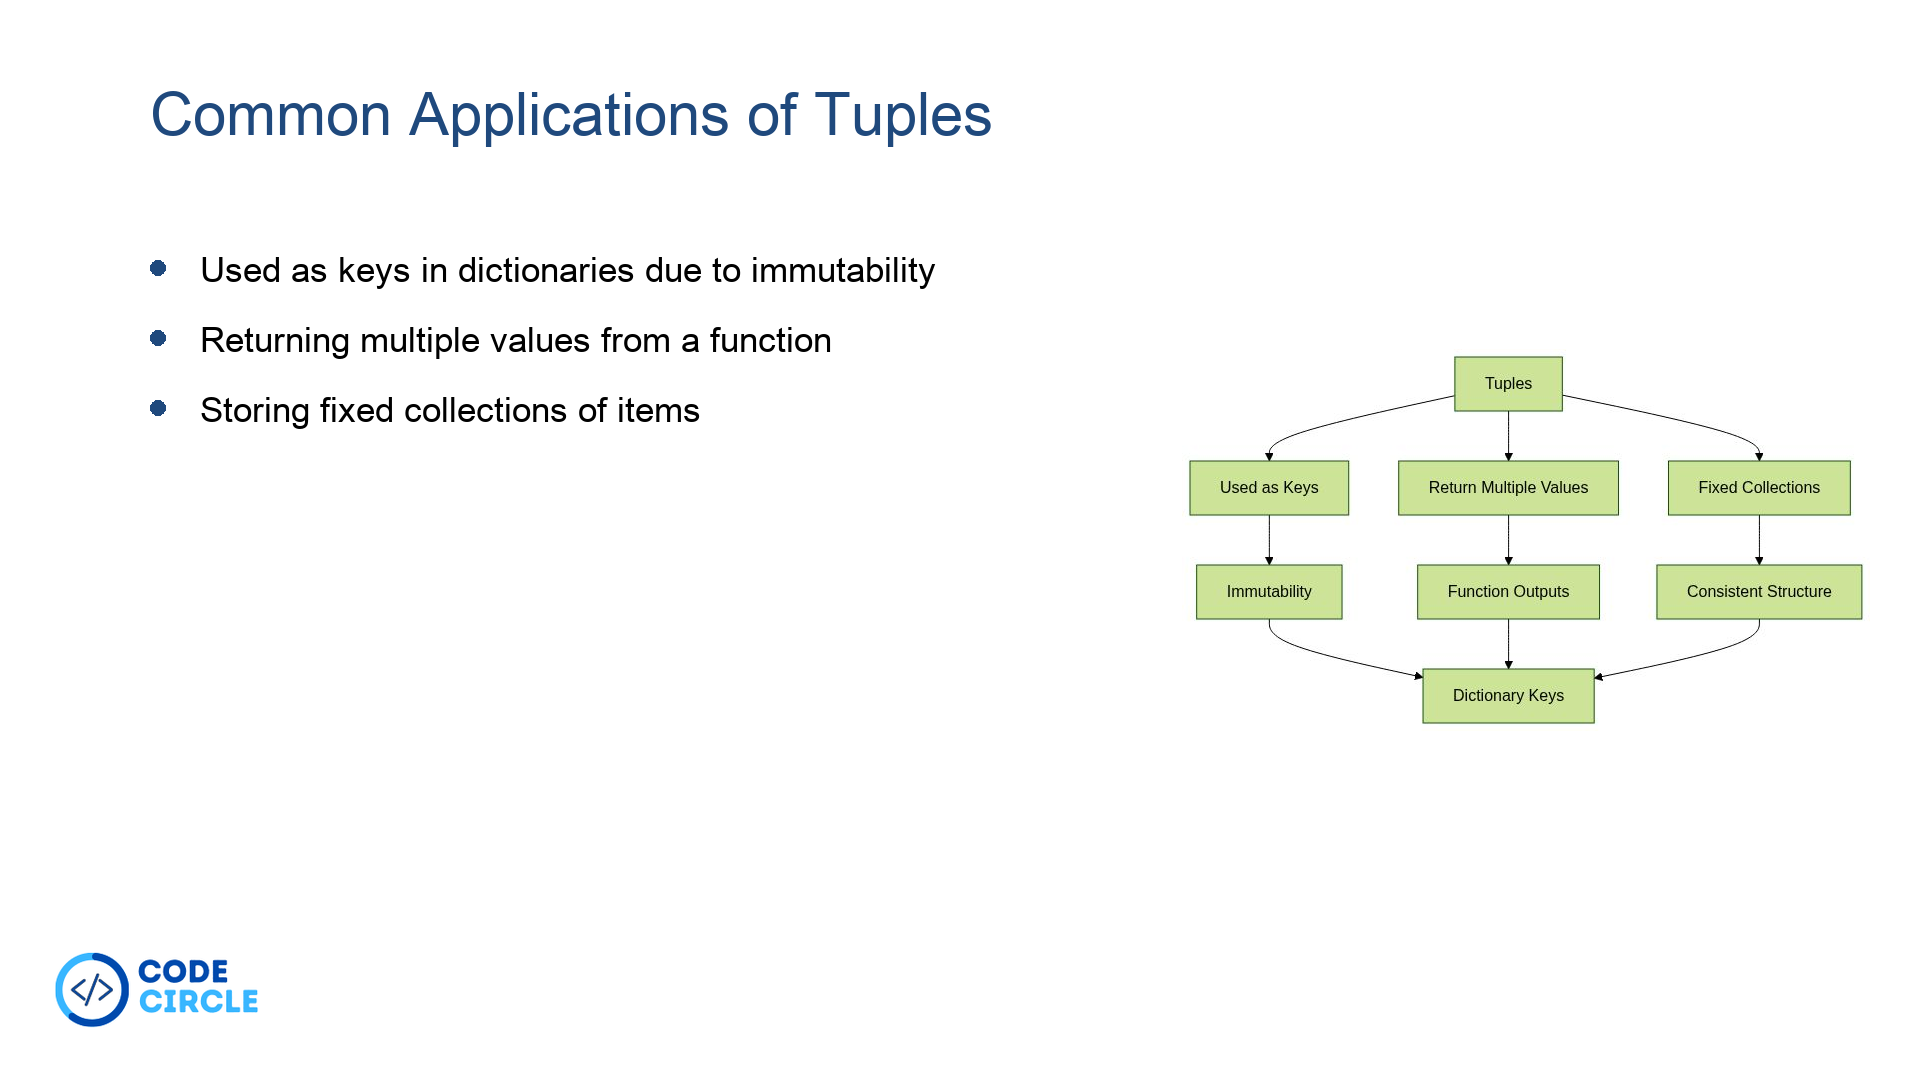 Common Applications of Tuples
Used as keys in dictionaries due to immutability
Returning multiple values from a function
Storing fixed collections of items
Tuples
Used as Keys
Return Multiple Values
Fixed Collections
Immutability
Function Outputs
Consistent Structure
Dictionary Keys
</>
CODE
CIRCLE